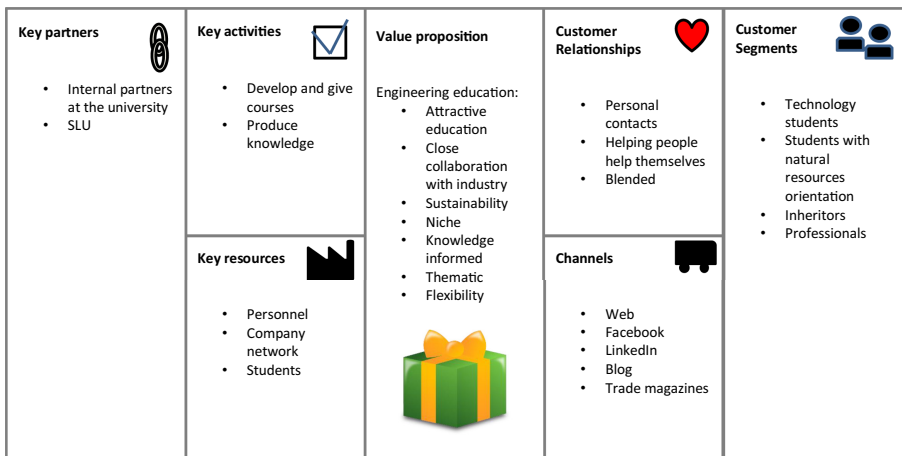 Key partners
• Internal partners
at the university
• SLU
Key activities
• Develop and give
courses
• Produce
knowledge
Key resources
• Personnel
• Company
network
• Students
Value proposition
Engineering education:
• Attractive
education
• Close
collaboration
with industry
• Sustainability
• Niche
• Knowledge
informed
• Thematic
• Flexibility
Customer
Relationships
• Personal
contacts
• Helping people
help themselves
• Blended
Channels
• Web
• Facebook
• LinkedIn
• Blog
• Trade magazines
Customer
Segments
• Technology
students
• Students with
natural
resources
orientation
• Inheritors
• Professionals